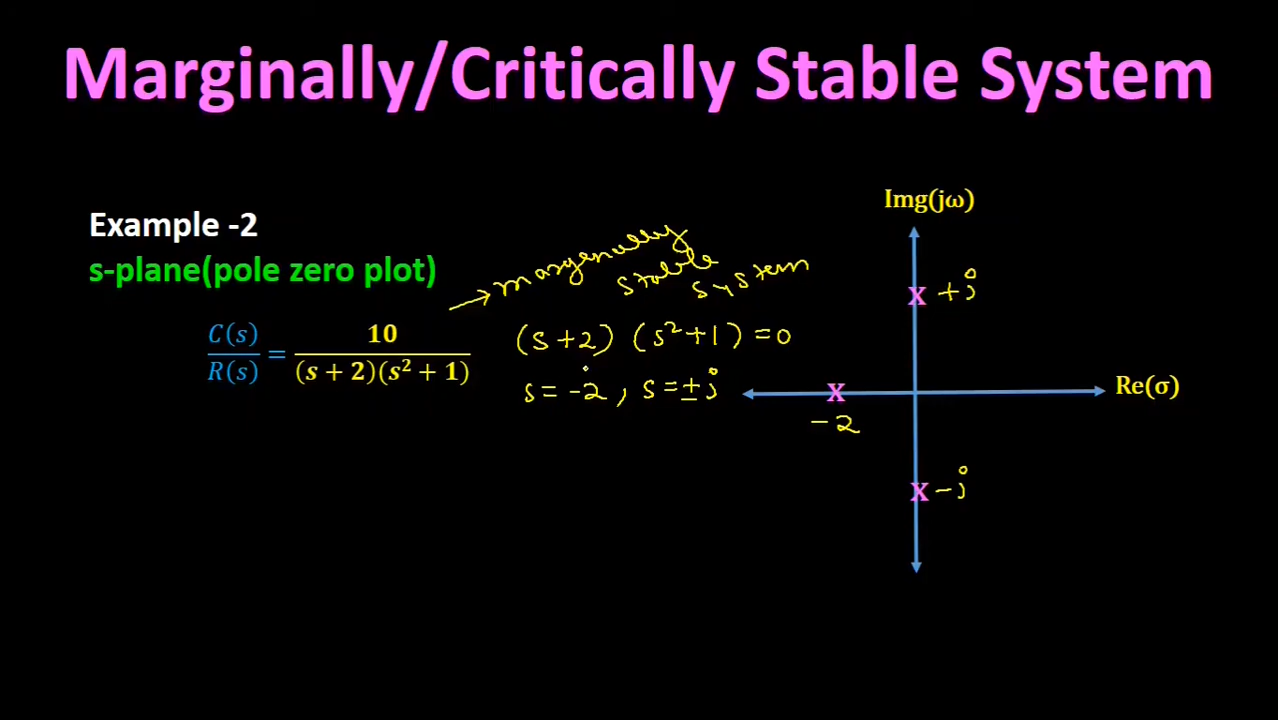 Marginally/Critically Stable System
Example -2
s-plane(pole zero plot)
C(s)/R(s) = 10/((s + 2)(s² + 1))
→ margenully stable system
(s+2) (s²+1) =0
s= -2 , s=±j
Img(jω)
X +j
Re(σ)
X
-2
X -j